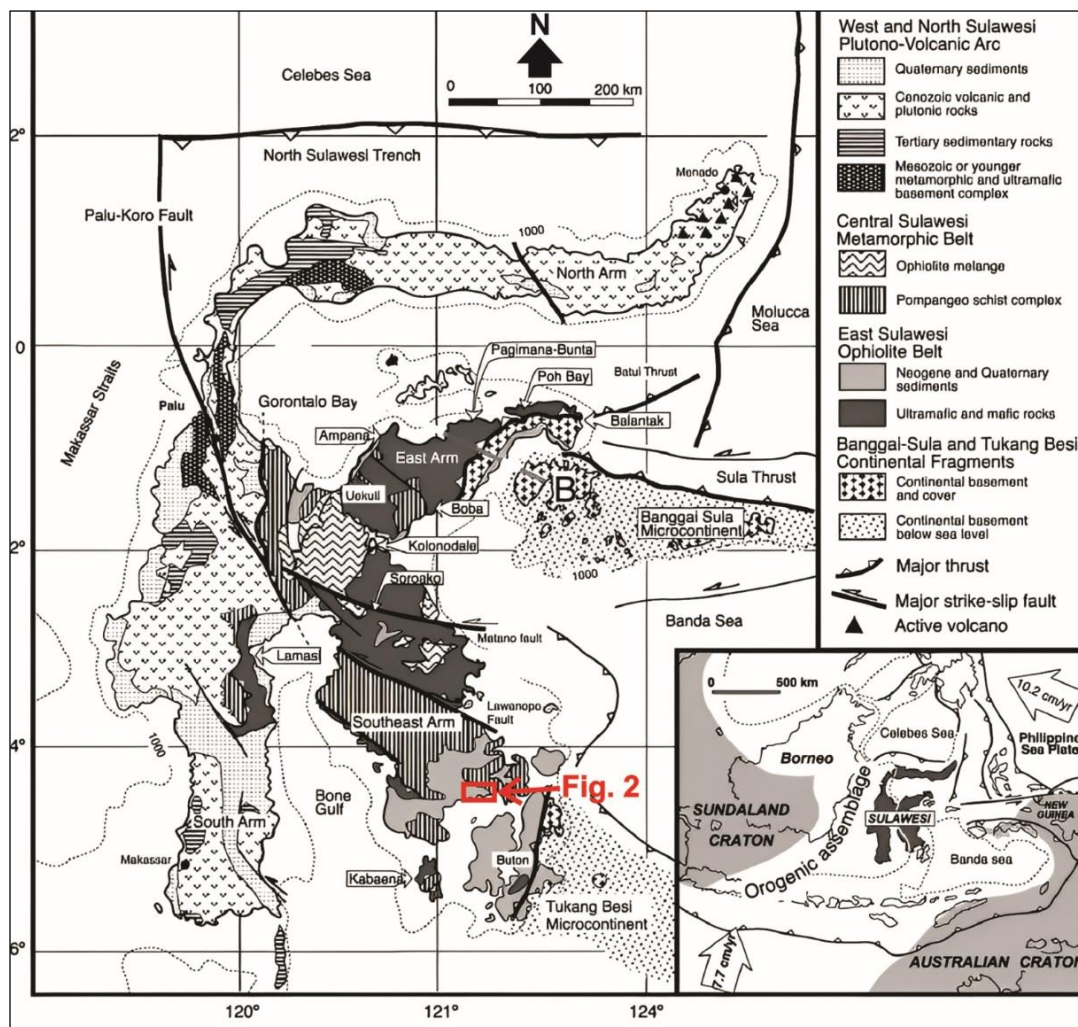 N
0 100 200 km
Celebes Sea
2°
North Sulawesi Trench
Menado
Palu-Koro Fault
1000
North Arm
Molucca
Sea
0
Pagimana-Bunta
Poh Bay
Batui Thrust
Makassar Straits
Palu
Gorontalo Bay
Balantak
Ampana
East Arm
Sula Thrust
Uekuli
B
Boba
Banggai Sula
Microcontinent
2°
Kolonodale
1000
Soroako
Banda Sea
Matano fault
Lamasi
Lawanopo
Fault
Southeast Arm
4°
1000
Fig. 2
Bone
Gulf
South Arm
Makassar
Buton
Kabaena
Tukang Besi
Microcontinent
6°
120° 121° 124°
West and North Sulawesi
Plutono-Volcanic Arc
Quaternary sediments
Cenozoic volcanic and
plutonic rocks
Tertiary sedimentary rocks
Mesozoic or younger
metamorphic and ultramafic
basement complex
Central Sulawesi
Metamorphic Belt
Ophiolite melange
Pompangeo schist complex
East Sulawesi
Ophiolite Belt
Neogene and Quaternary
sediments
Ultramafic and mafic rocks
Banggai-Sula and Tukang Besi
Continental Fragments
Continental basement
and cover
Continental basement
below sea level
Major thrust
Major strike-slip fault
Active volcano
0 500 km
10.2 cm/yr
Celebes Sea
Philippine
Sea Plate
Borneo
SUNDALAND
CRATON
SULAWESI
NEW
GUINEA
Orogenic assemblage
Banda sea
7.7 cm/yr
AUSTRALIAN CRATON